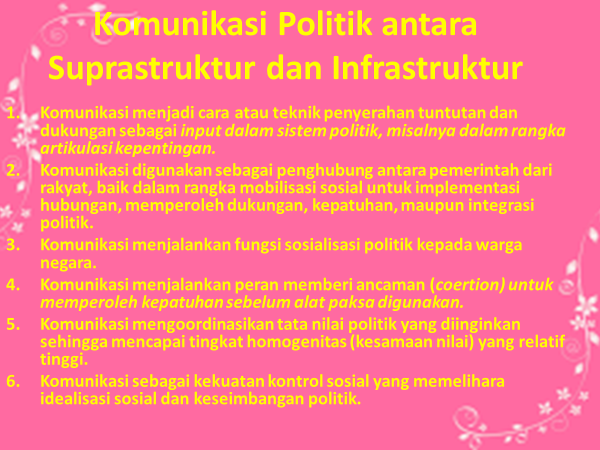 Komunikasi Politik antara
Suprastruktur dan Infrastruktur
1. Komunikasi menjadi cara atau teknik penyerahan tuntutan dan
dukungan sebagai input dalam sistem politik, misalnya dalam rangka
artikulasi kepentingan.
2. Komunikasi digunakan sebagai penghubung antara pemerintah dari
rakyat, baik dalam rangka mobilisasi sosial untuk implementasi
hubungan, memperoleh dukungan, kepatuhan, maupun integrasi
politik.
3. Komunikasi menjalankan fungsi sosialisasi politik kepada warga
negara.
4. Komunikasi menjalankan peran memberi ancaman (coertion) untuk
memperoleh kepatuhan sebelum alat paksa digunakan.
5. Komunikasi mengoordinasikan tata nilai politik yang diinginkan
sehingga mencapai tingkat homogenitas (kesamaan nilai) yang relatif
tinggi.
6. Komunikasi sebagai kekuatan kontrol sosial yang memelihara
idealisasi sosial dan keseimbangan politik.